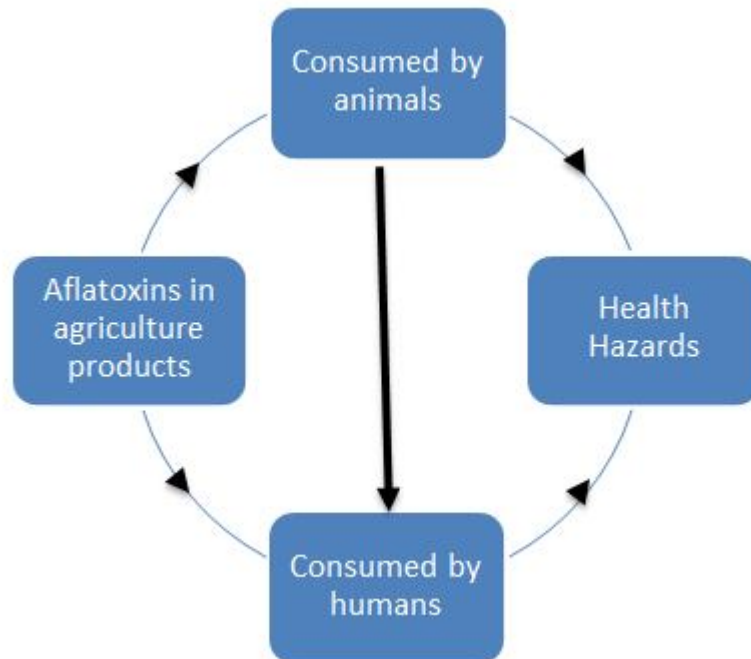 Consumed by
animals
Aflatoxins in
agriculture
products
Health
Hazards
Consumed by
humans